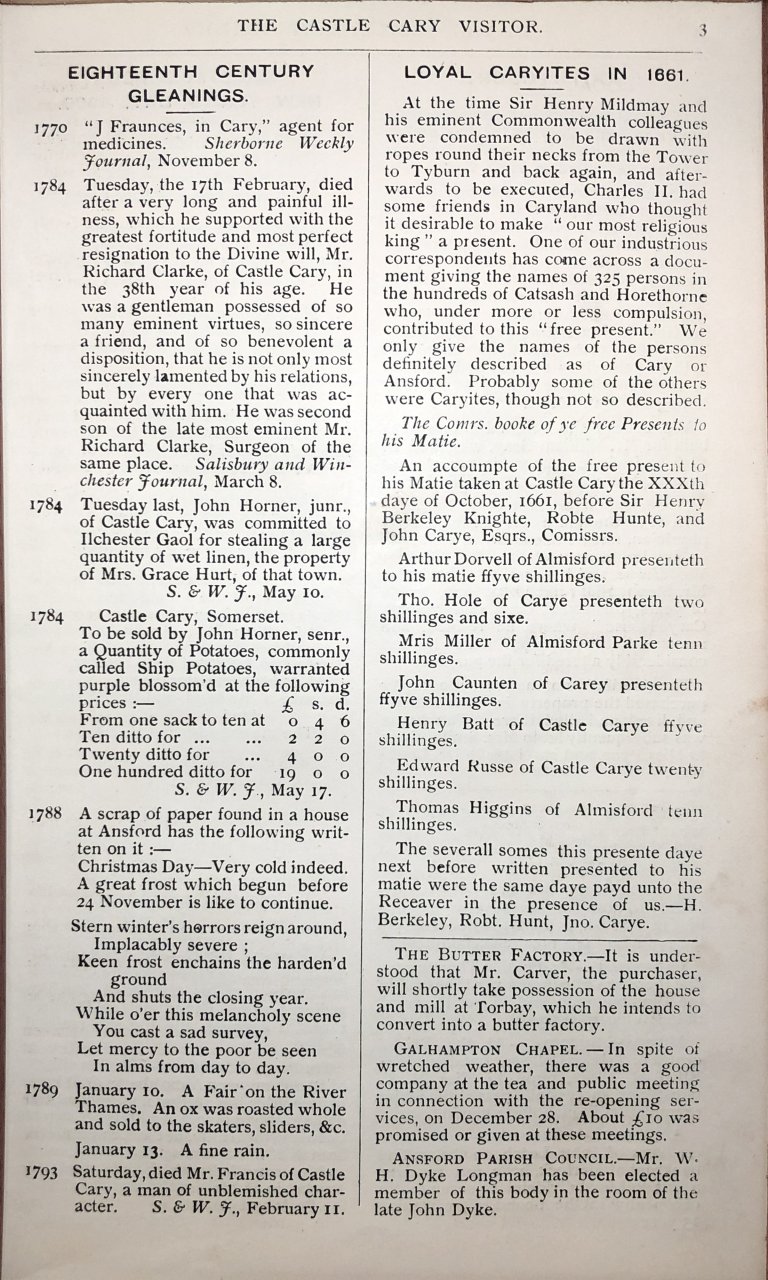 THE CASTLE CARY VISITOR. 3
EIGHTEENTH CENTURY
GLEANINGS.
1770 "J Fraunces, in Cary," agent for
medicines. Sherborne Weekly
Journal, November 8.
1784 Tuesday, the 17th February, died
after a very long and painful ill-
ness, which he supported with the
greatest fortitude and most perfect
resignation to the Divine will, Mr.
Richard Clarke, of Castle Cary, in
the 38th year of his age. He
was a gentleman possessed of so
many eminent virtues, so sincere
a friend, and of so benevolent a
disposition, that he is not only most
sincerely lamented by his relations,
but by every one that was ac-
quainted with him. He was second
son of the late most eminent Mr.
Richard Clarke, Surgeon of the
same place. Salisbury and Win-
chester Journal, March 8.
1784 Tuesday last, John Horner, junr.,
of Castle Cary, was committed to
Ilchester Gaol for stealing a large
quantity of wet linen, the property
of Mrs. Grace Hurt, of that town.
S. & W. J., May 10.
1784 Castle Cary, Somerset.
To be sold by John Horner, senr.,
a Quantity of Potatoes, commonly
called Ship Potatoes, warranted
purple blossom'd at the following
prices :— £ s. d.
From one sack to ten at 0 4 6
Ten ditto for ... ... 2 2 0
Twenty ditto for ... 4 0 0
One hundred ditto for 19 0 0
S. & W. J., May 17.
1788 A scrap of paper found in a house
at Ansford has the following writ-
ten on it :—
Christmas Day—Very cold indeed.
A great frost which begun before
24 November is like to continue.
Stern winter's horrors reign around,
Implacably severe ;
Keen frost enchains the harden'd
ground
And shuts the closing year.
While o'er this melancholy scene
You cast a sad survey,
Let mercy to the poor be seen
In alms from day to day.
1789 January 10. A Fair on the River
Thames. An ox was roasted whole
and sold to the skaters, sliders, &c.
January 13. A fine rain.
1793 Saturday, died Mr. Francis of Castle
Cary, a man of unblemished char-
acter. S. & W. J., February 11.
LOYAL CARYITES IN 1661.
At the time Sir Henry Mildmay and
his eminent Commonwealth colleagues
were condemned to be drawn with
ropes round their necks from the Tower
to Tyburn and back again, and after-
wards to be executed, Charles II. had
some friends in Caryland who thought
it desirable to make "our most religious
king" a present. One of our industrious
correspondents has come across a docu-
ment giving the names of 325 persons in
the hundreds of Catsash and Horethorne
who, under more or less compulsion,
contributed to this "free present." We
only give the names of the persons
definitely described as of Cary or
Ansford. Probably some of the others
were Caryites, though not so described.
The Comrs. booke of ye free Presents to
his Matie.
An accoumpte of the free present to
his Matie taken at Castle Cary the XXXth
daye of October, 1661, before Sir Henry
Berkeley Knighte, Robte Hunte, and
John Carye, Esqrs., Comissrs.
Arthur Dorvell of Almisford presenteth
to his matie ffyve shillinges.
Tho. Hole of Carye presenteth two
shillinges and sixe.
Mris Miller of Almisford Parke tenn
shillinges.
John Caunten of Carey presenteth
ffyve shillinges.
Henry Batt of Castle Carye ffyve
shillinges.
Edward Russe of Castle Carye twenty
shillinges.
Thomas Higgins of Almisford tenn
shillinges.
The severall somes this presente daye
next before written presented to his
matie were the same daye payd unto the
Receaver in the presence of us.—H.
Berkeley, Robt. Hunt, Jno. Carye.
THE BUTTER FACTORY.—It is under-
stood that Mr. Carver, the purchaser,
will shortly take possession of the house
and mill at Torbay, which he intends to
convert into a butter factory.
GALHAMPTON CHAPEL.—In spite of
wretched weather, there was a good
company at the tea and public meeting
in connection with the re-opening ser-
vices, on December 28. About £10 was
promised or given at these meetings.
ANSFORD PARISH COUNCIL.—Mr. W.
H. Dyke Longman has been elected a
member of this body in the room of the
late John Dyke.